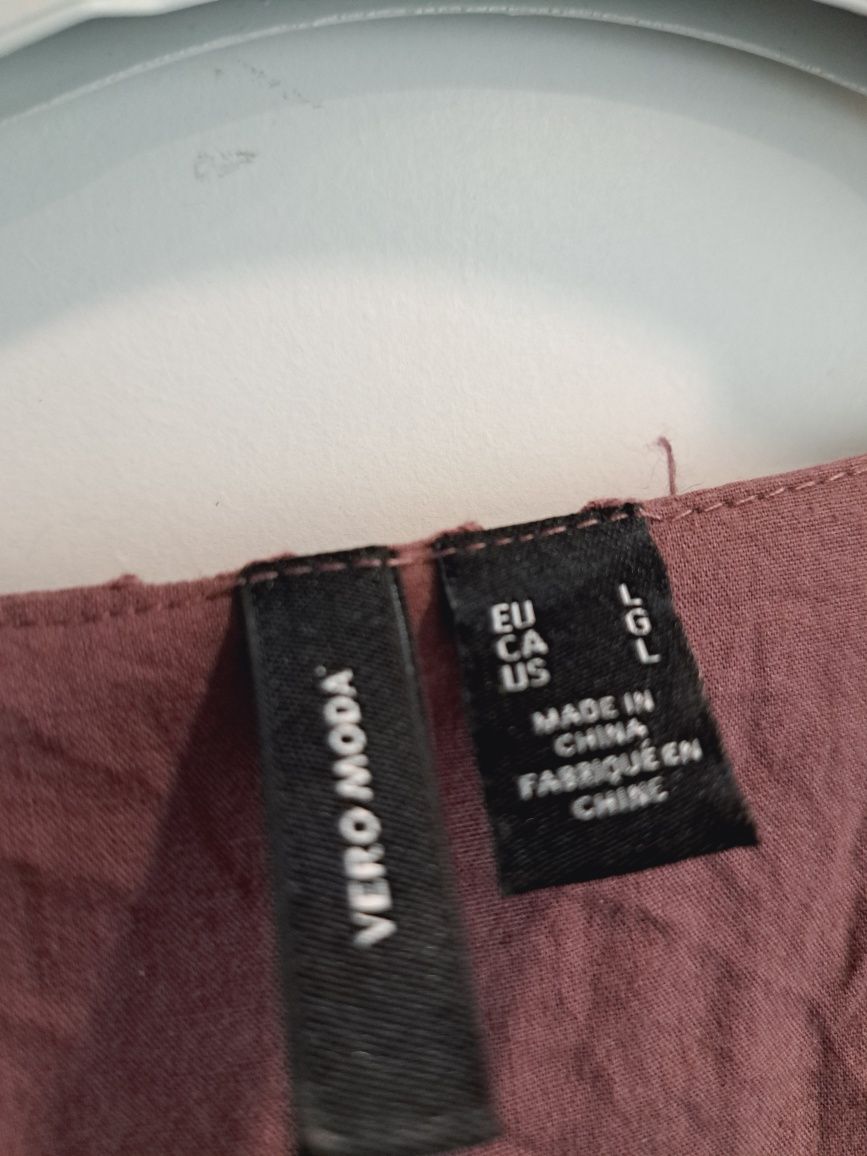 VERO MODA
EU L
CA G
US L
MADE IN
CHINA
FABRIQUÉ EN
CHINE